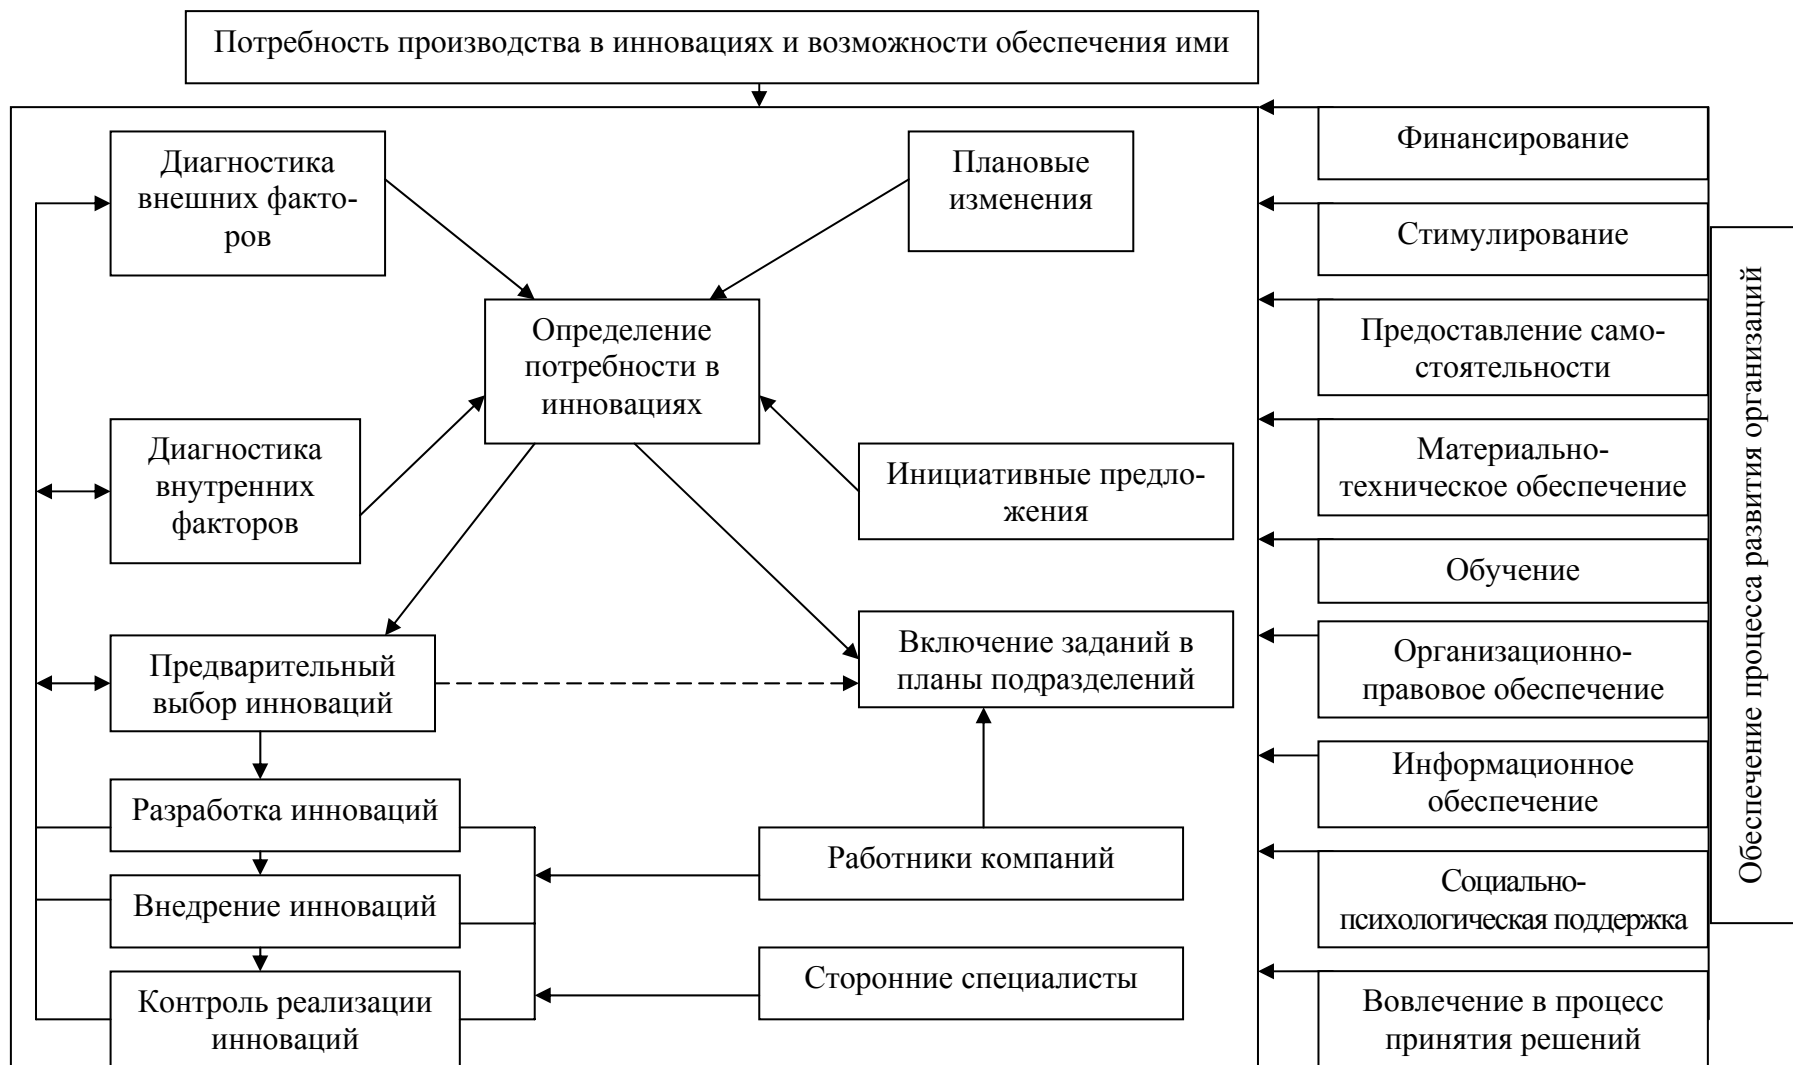 Потребность производства в инновациях и возможности обеспечения ими
Диагностика
внешних факто-
ров
Плановые
изменения
Определение
потребности в
инновациях
Диагностика
внутренних
факторов
Инициативные предло-
жения
Предварительный
выбор инноваций
Включение заданий в
планы подразделений
Разработка инноваций
Внедрение инноваций
Контроль реализации
инноваций
Работники компаний
Сторонние специалисты
Финансирование
Стимулирование
Предоставление само-
стоятельности
Материально-
техническое обеспечение
Обучение
Организационно-
правовое обеспечение
Информационное
обеспечение
Социально-
психологическая поддержка
Вовлечение в процесс
принятия решений
Обеспечение процесса развития организаций